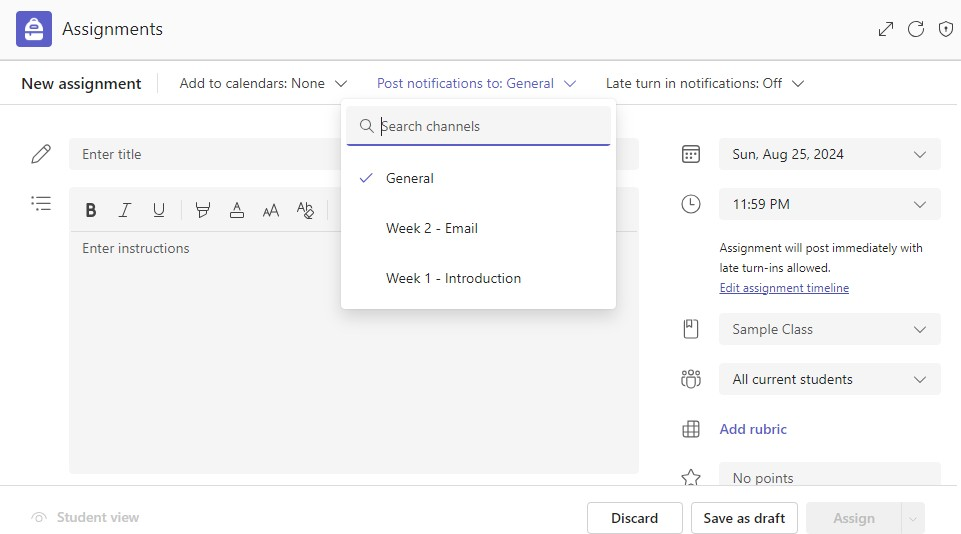 Assignments
New assignment
Add to calendars: None
Post notifications to: General
Late turn in notifications: Off
Search channels
General
Week 2 - Email
Week 1 - Introduction
Enter title
B I U
Enter instructions
Sun, Aug 25, 2024
11:59 PM
Assignment will post immediately with
late turn-ins allowed.
Edit assignment timeline
Sample Class
All current students
Add rubric
No points
Student view
Discard
Save as draft
Assign